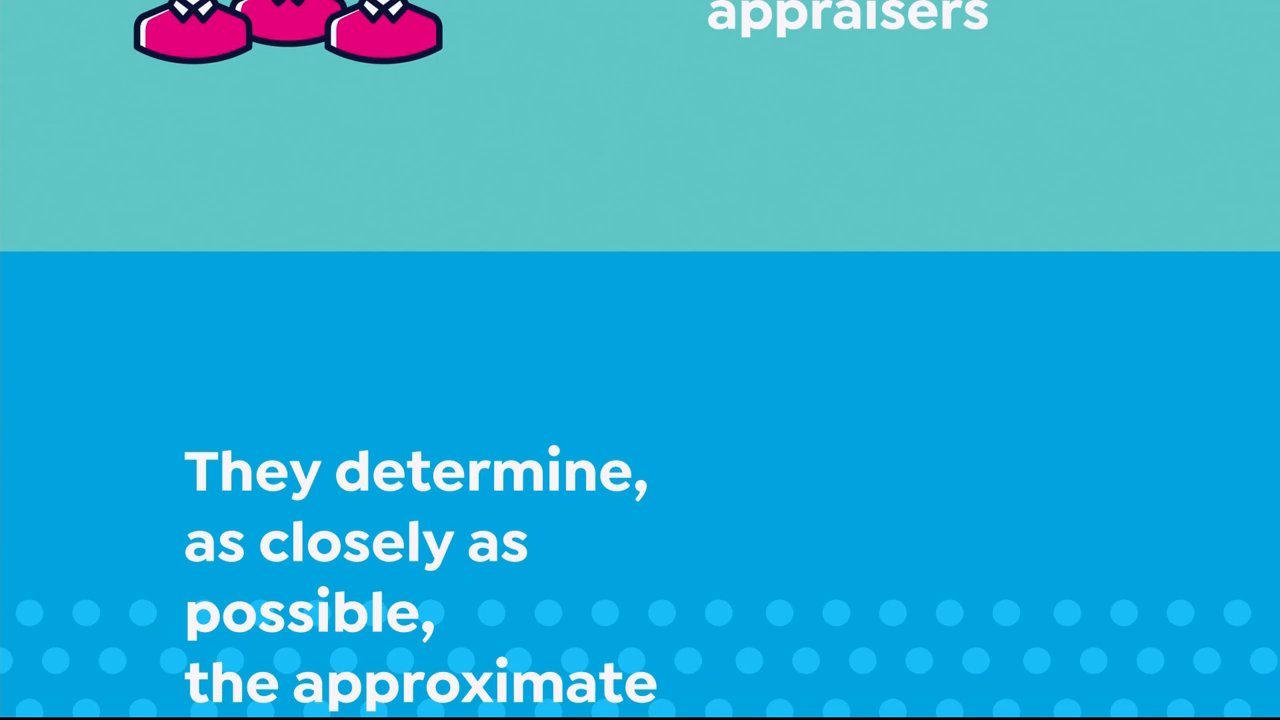 appraisers
They determine,
as closely as
possible,
the approximate